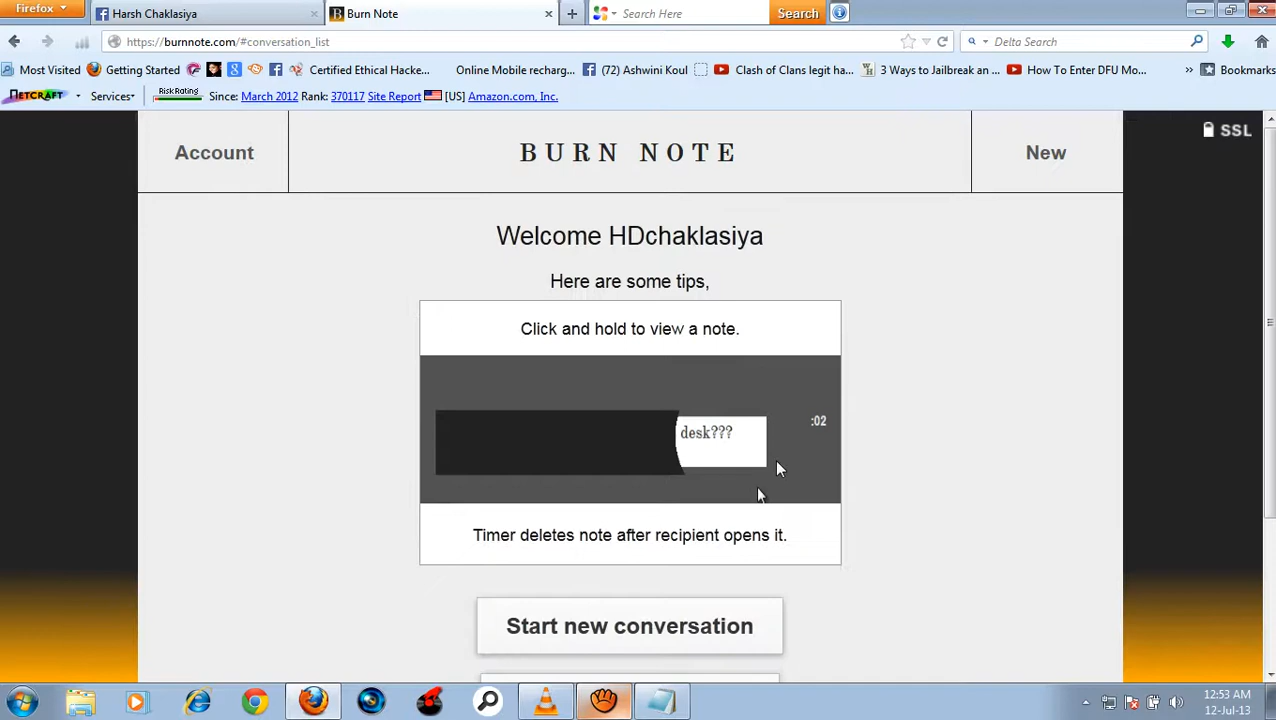 Firefox
Harsh Chaklasiya
Burn Note
Search Here
Search
https://burnnote.com/#conversation_list
Delta Search
Most Visited
Getting Started
Certified Ethical Hacke...
Online Mobile recharg...
(72) Ashwini Koul
Clash of Clans legit ha...
3 Ways to Jailbreak an ...
How To Enter DFU Mo...
Bookmarks
NETCRAFT
Services
Risk Rating
Since: March 2012 Rank: 370117 Site Report [US] Amazon.com, Inc.
SSL
Account
BURN NOTE
New
Welcome HDchaklasiya
Here are some tips,
Click and hold to view a note.
desk???
:02
Timer deletes note after recipient opens it.
Start new conversation
12:53 AM
12-Jul-13